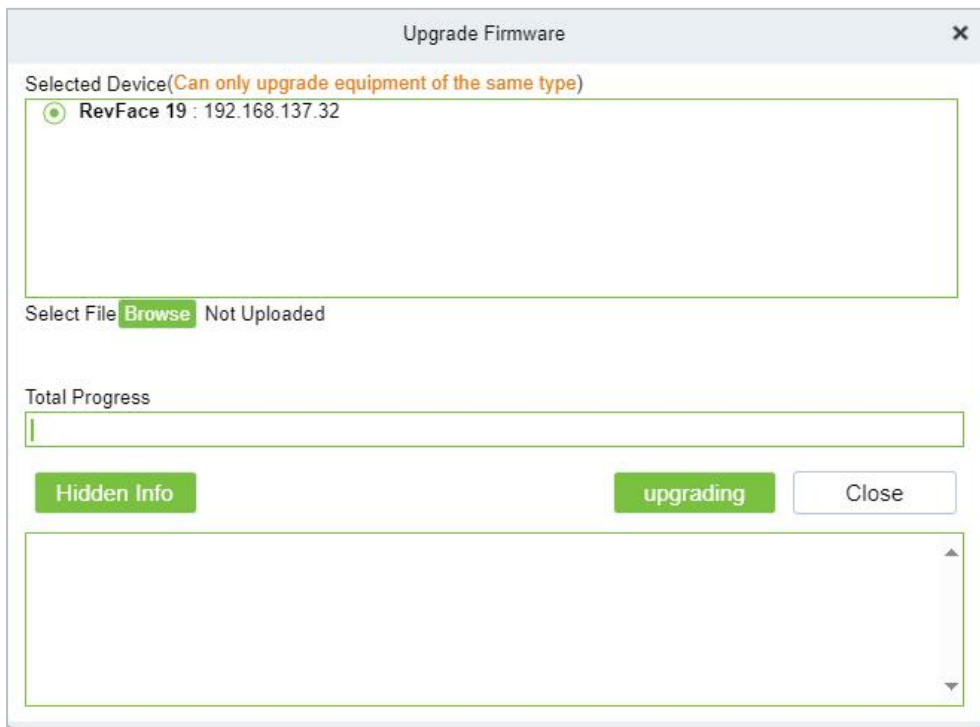 Upgrade Firmware
Selected Device(Can only upgrade equipment of the same type)
RevFace 19 : 192.168.137.32
Select File Browse Not Uploaded
Total Progress
Hidden Info upgrading Close